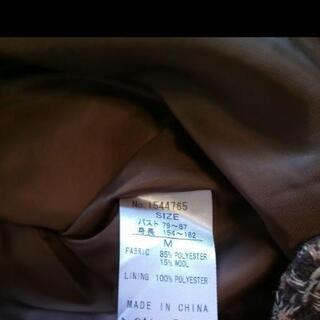 No. 1544765
SIZE
バスト 79~87
身長 154~162
M
FABRIC 85% POLYESTER
15% WOOL
LINING 100% POLYESTER
MADE IN CHINA